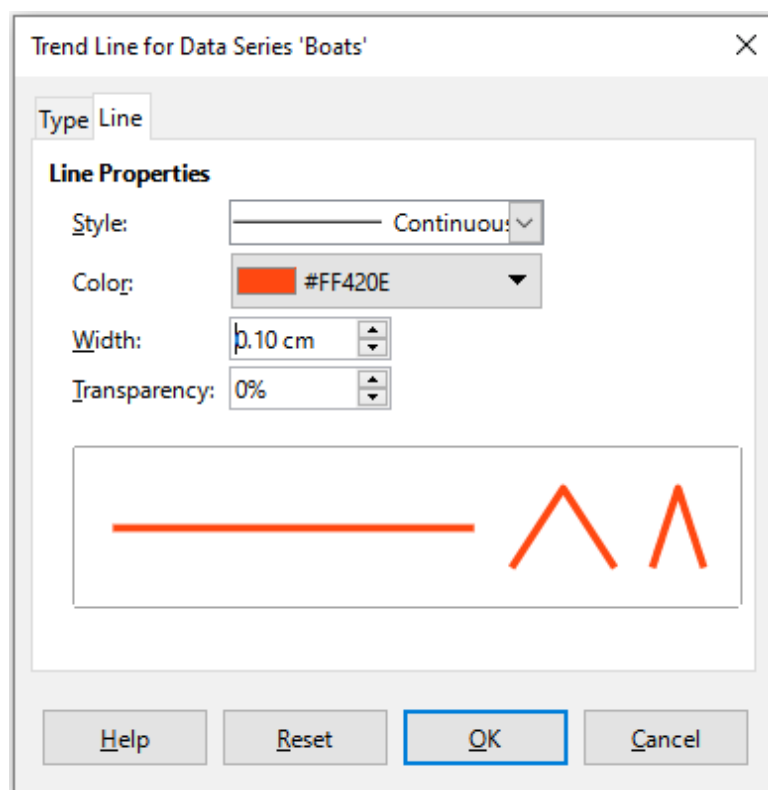 Trend Line for Data Series 'Boats'
Type Line
Line Properties
Style: Continuous
Color: #FF420E
Width: 0.10 cm
Transparency: 0%
Help Reset OK Cancel